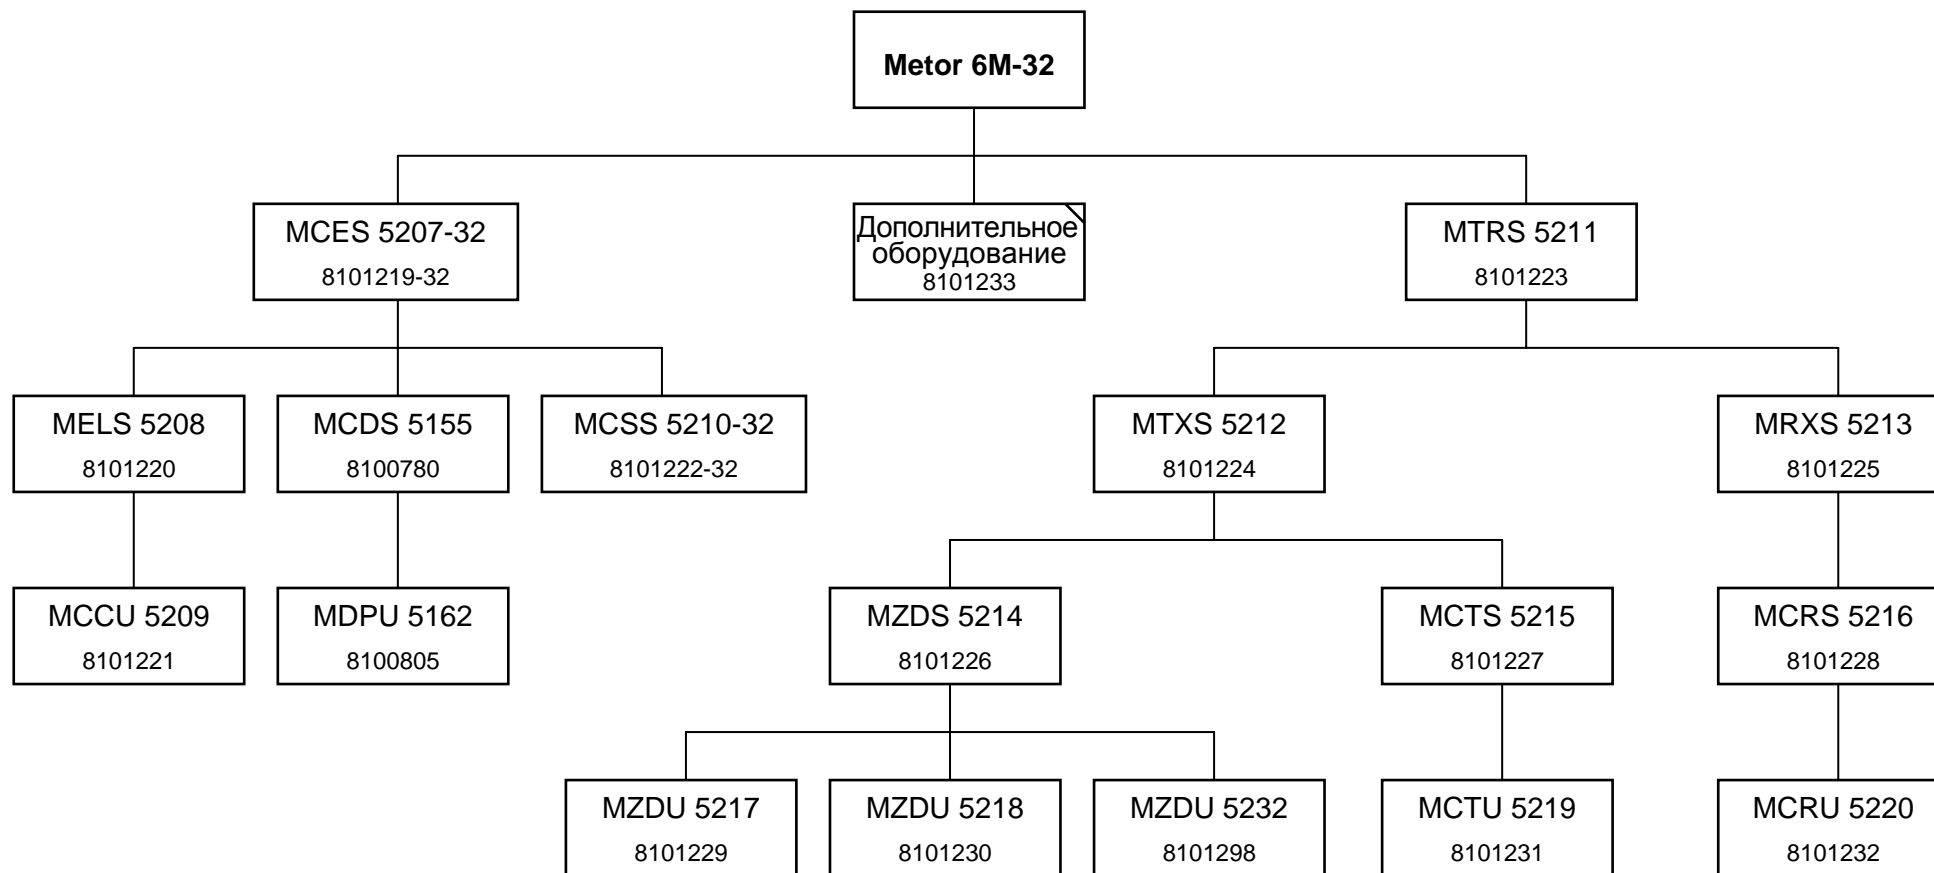 Metor 6M-32
MCES 5207-32
8101219-32
Дополнительное
оборудование
8101233
MTRS 5211
8101223
MELS 5208
8101220
MCDS 5155
8100780
MCSS 5210-32
8101222-32
MTXS 5212
8101224
MRXS 5213
8101225
MCCU 5209
8101221
MDPU 5162
8100805
MZDS 5214
8101226
MCTS 5215
8101227
MCRS 5216
8101228
MZDU 5217
8101229
MZDU 5218
8101230
MZDU 5232
8101298
MCTU 5219
8101231
MCRU 5220
8101232